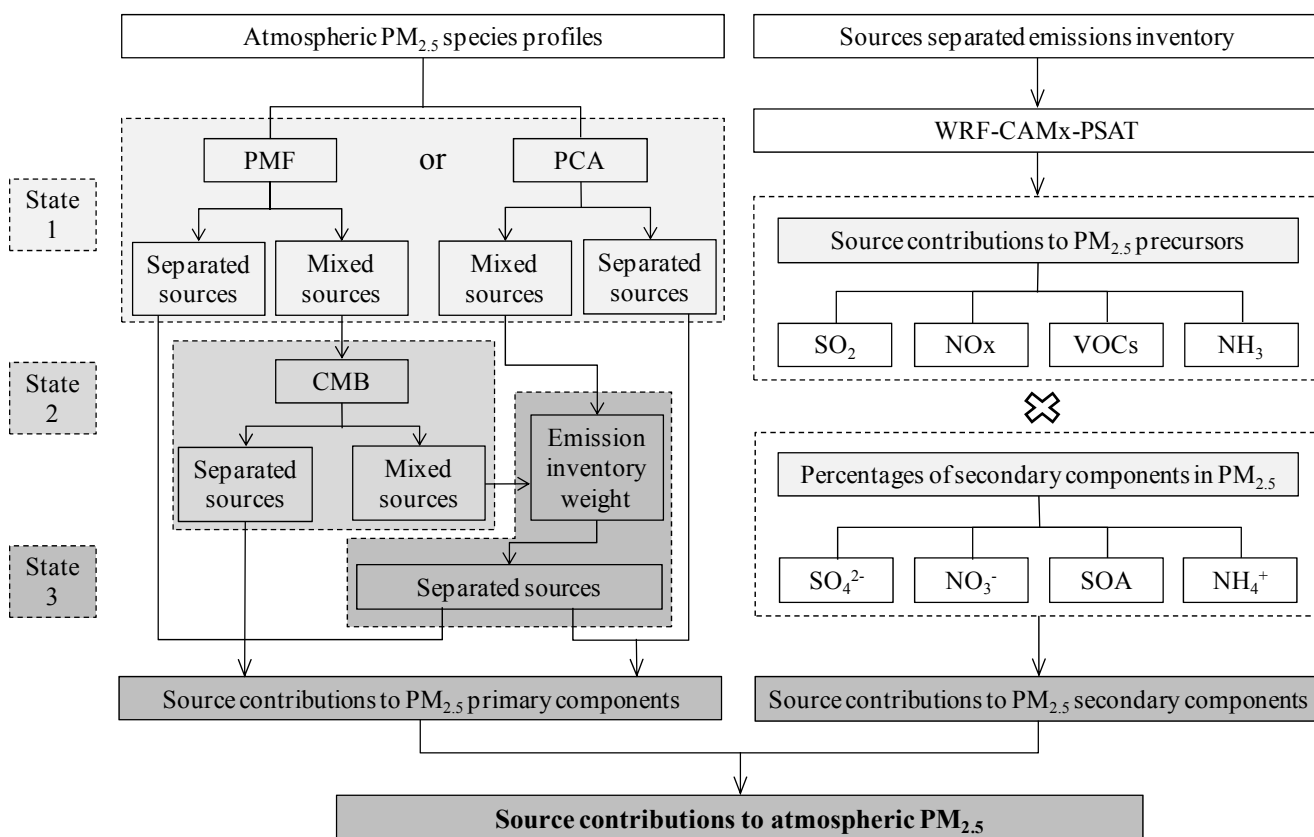 Atmospheric PM2.5 species profiles
Sources separated emissions inventory
WRF-CAMx-PSAT
PMF
or
PCA
State
1
Separated
sources
Mixed
sources
Mixed
sources
Separated
sources
Source contributions to PM2.5 precursors
SO2
NOx
VOCs
NH3
State
2
CMB
Separated
sources
Mixed
sources
Emission
inventory
weight
Percentages of secondary components in PM2.5
SO4²⁻
NO3⁻
SOA
NH4⁺
State
3
Separated sources
Source contributions to PM2.5 primary components
Source contributions to PM2.5 secondary components
Source contributions to atmospheric PM2.5